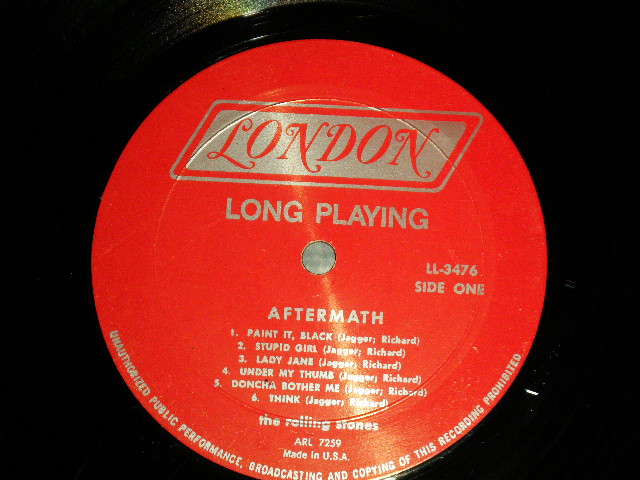 LONDON
LONG PLAYING
LL-3476
SIDE ONE
AFTERMATH
1. PAINT IT, BLACK (Jagger; Richard)
2. STUPID GIRL (Jagger; Richard)
3. LADY JANE (Jagger; Richard)
4. UNDER MY THUMB (Jagger; Richard)
5. DONCHA BOTHER ME (Jagger; Richard)
6. THINK (Jagger; Richard)
the rolling stones
ARL 7259
Made in U.S.A.
UNAUTHORIZED PUBLIC PERFORMANCE, BROADCASTING AND COPYING OF THIS RECORDING PROHIBITED.